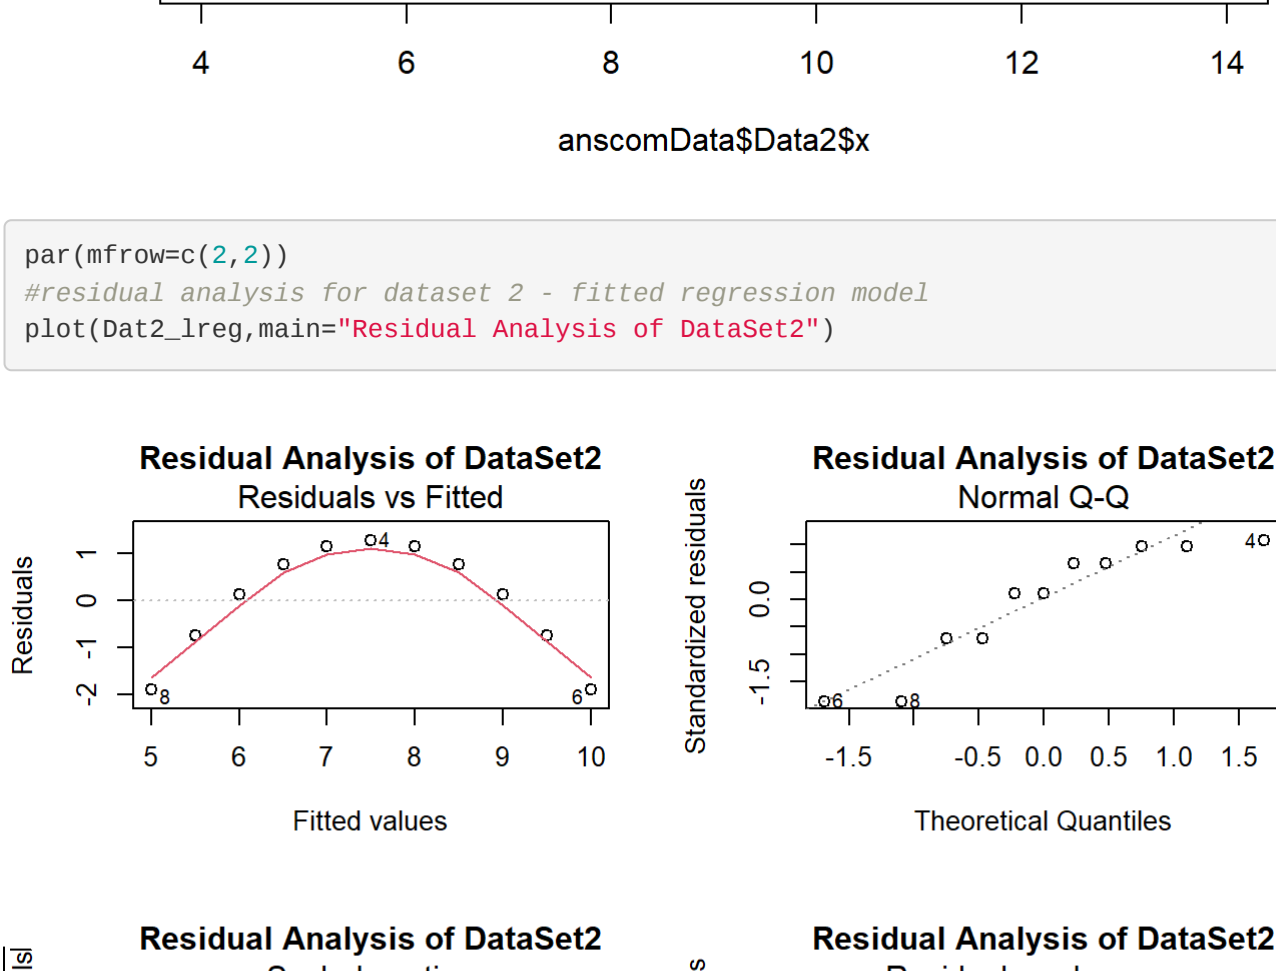 4 6 8 10 12 14
anscomData$Data2$x
par(mfrow=c(2,2))
#residual analysis for dataset 2 - fitted regression model
plot(Dat2_lreg,main="Residual Analysis of DataSet2")
Residual Analysis of DataSet2
Residuals vs Fitted
Residuals
1
0
-1
-2
4
8
6
5 6 7 8 9 10
Fitted values
Residual Analysis of DataSet2
Normal Q-Q
Standardized residuals
0.0
-1.5
4
6
8
-1.5 -0.5 0.0 0.5 1.0 1.5
Theoretical Quantiles
Residual Analysis of DataSet2
Residual Analysis of DataSet2